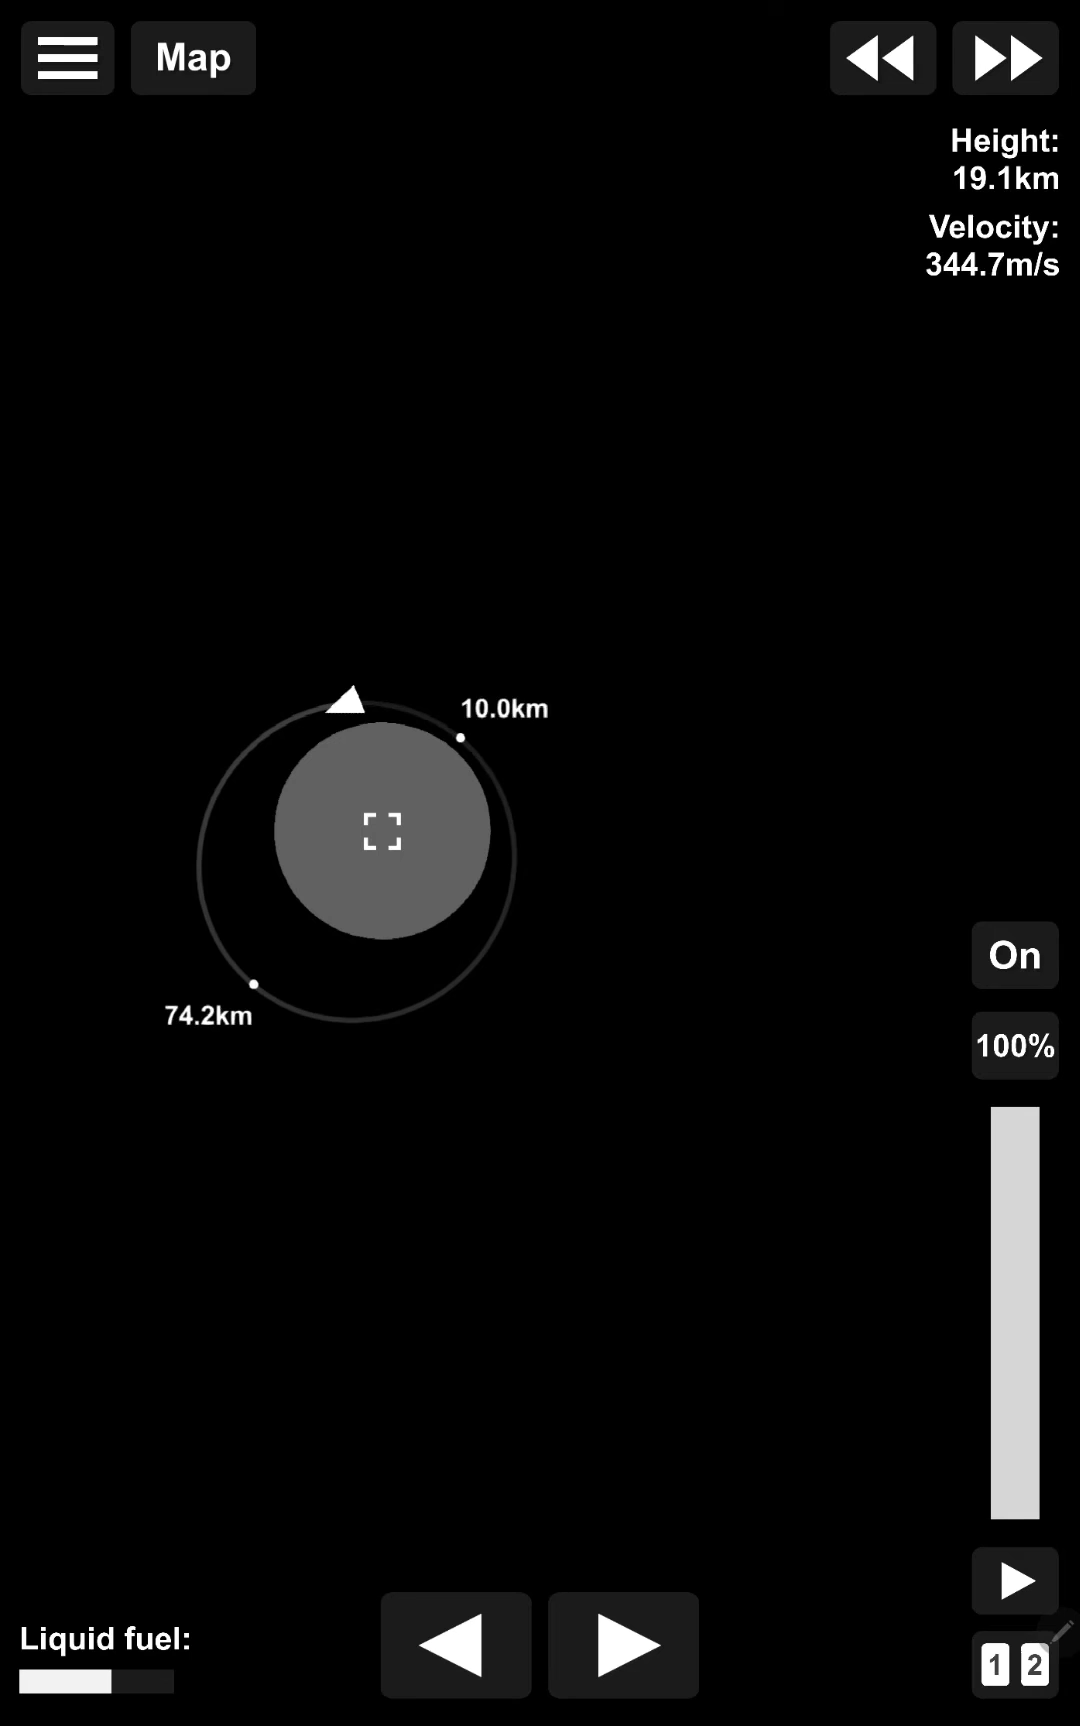 Map
Height:
19.1km
Velocity:
344.7m/s
10.0km
74.2km
On
100%
Liquid fuel:
1 2